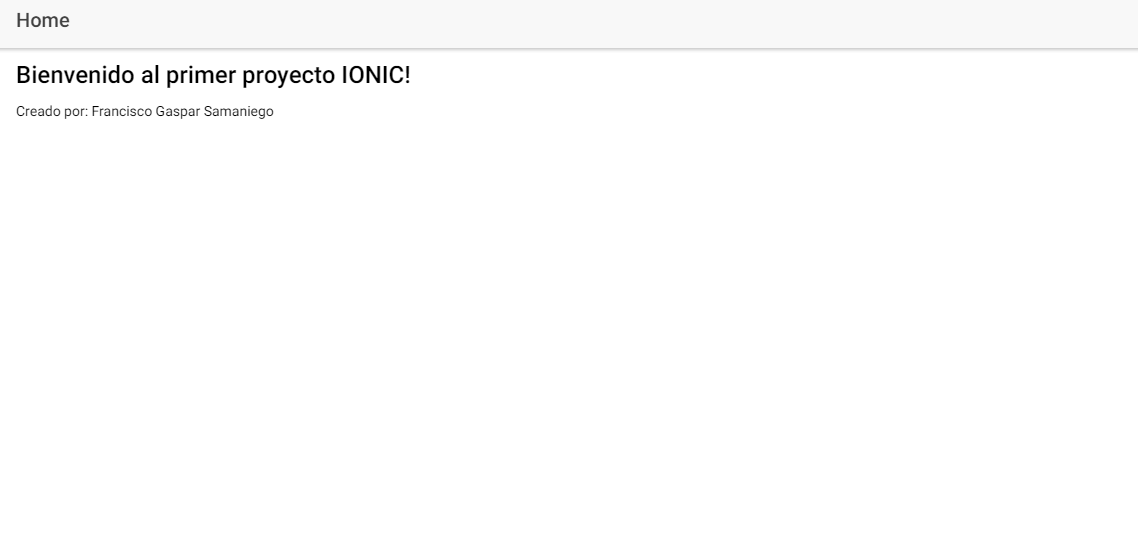 Home
Bienvenido al primer proyecto IONIC!
Creado por: Francisco Gaspar Samaniego